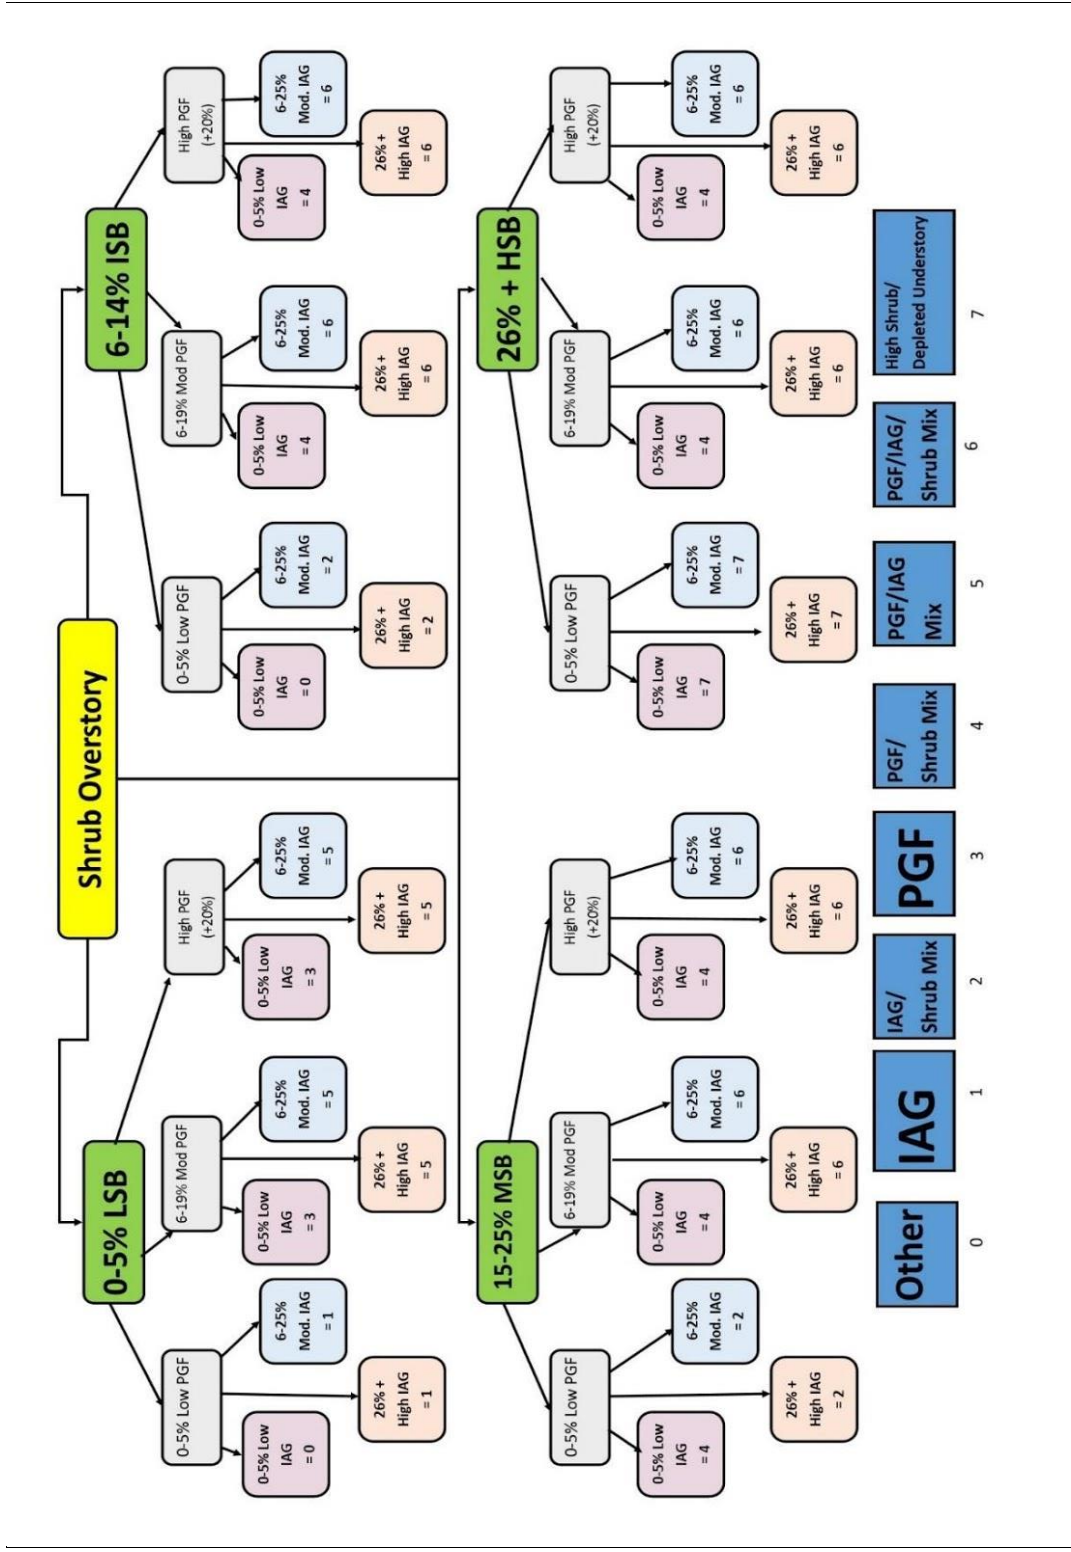 Shrub Overstory
0-5% LSB
0-5% Low PGF
0-5% Low
IAG
= 0
26% +
High IAG
= 1
6-25%
Mod. IAG
= 1
6-19% Mod PGF
0-5% Low
IAG
= 3
26% +
High IAG
= 5
6-25%
Mod. IAG
= 5
High PGF
(+20%)
0-5% Low
IAG
= 3
26% +
High IAG
= 5
6-25%
Mod. IAG
= 5
6-14% ISB
0-5% Low PGF
0-5% Low
IAG
= 0
26% +
High IAG
= 2
6-25%
Mod. IAG
= 2
6-19% Mod PGF
0-5% Low
IAG
= 4
26% +
High IAG
= 6
6-25%
Mod. IAG
= 6
High PGF
(+20%)
0-5% Low
IAG
= 4
26% +
High IAG
= 6
6-25%
Mod. IAG
= 6
15-25% MSB
0-5% Low PGF
0-5% Low
IAG
= 4
26% +
High IAG
= 2
6-25%
Mod. IAG
= 2
6-19% Mod PGF
0-5% Low
IAG
= 4
26% +
High IAG
= 6
6-25%
Mod. IAG
= 6
High PGF
(+20%)
0-5% Low
IAG
= 4
26% +
High IAG
= 6
6-25%
Mod. IAG
= 6
26% + HSB
0-5% Low PGF
0-5% Low
IAG
= 7
26% +
High IAG
= 7
6-25%
Mod. IAG
= 7
6-19% Mod PGF
0-5% Low
IAG
= 4
26% +
High IAG
= 6
6-25%
Mod. IAG
= 6
High PGF
(+20%)
0-5% Low
IAG
= 4
26% +
High IAG
= 6
6-25%
Mod. IAG
= 6
Other
0
IAG
1
IAG/
Shrub Mix
2
PGF
3
PGF/
Shrub Mix
4
PGF/IAG
Mix
5
PGF/IAG/
Shrub Mix
6
High Shrub/
Depleted Understory
7